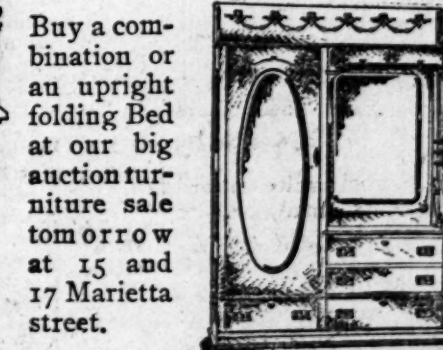 Buy a com-
bination or
an upright
folding Bed
at our big
auction fur-
niture sale
tomorrow
at 15 and
17 Marietta
street.